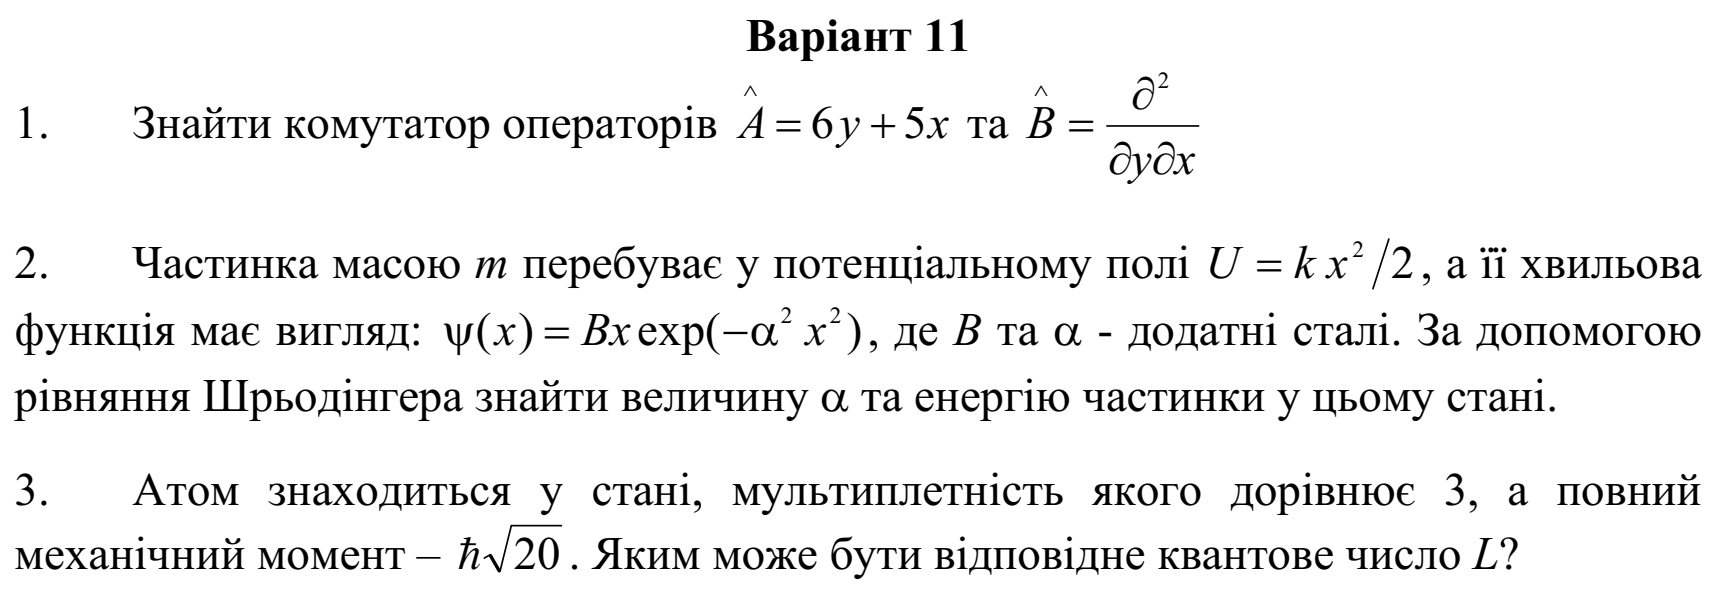 Варіант 11
1. Знайти комутатор операторів $\hat{A} = 6y + 5x$ та $\hat{B} = \frac{\partial^2}{\partial y \partial x}$
2. Частинка масою m перебуває у потенціальному полі $U = k x^2 / 2$, а її хвильова
функція має вигляд: $\psi(x) = Bx \exp(-\alpha^2 x^2)$, де B та α - додатні сталі. За допомогою
рівняння Шрьодінгера знайти величину α та енергію частинки у цьому стані.
3. Атом знаходиться у стані, мультиплетність якого дорівнює 3, а повний
механічний момент – $\hbar\sqrt{20}$. Яким може бути відповідне квантове число L?